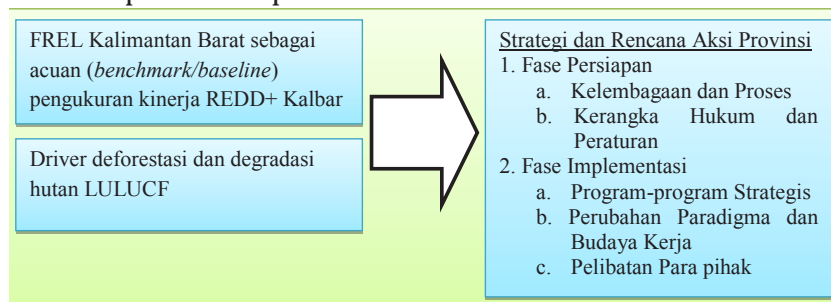 FREL Kalimantan Barat sebagai
acuan (benchmark/baseline)
pengukuran kinerja REDD+ Kalbar
Driver deforestasi dan degradasi
hutan LULUCF
Strategi dan Rencana Aksi Provinsi
1. Fase Persiapan
a. Kelembagaan dan Proses
b. Kerangka Hukum dan
Peraturan
2. Fase Implementasi
a. Program-program Strategis
b. Perubahan Paradigma dan
Budaya Kerja
c. Pelibatan Para pihak